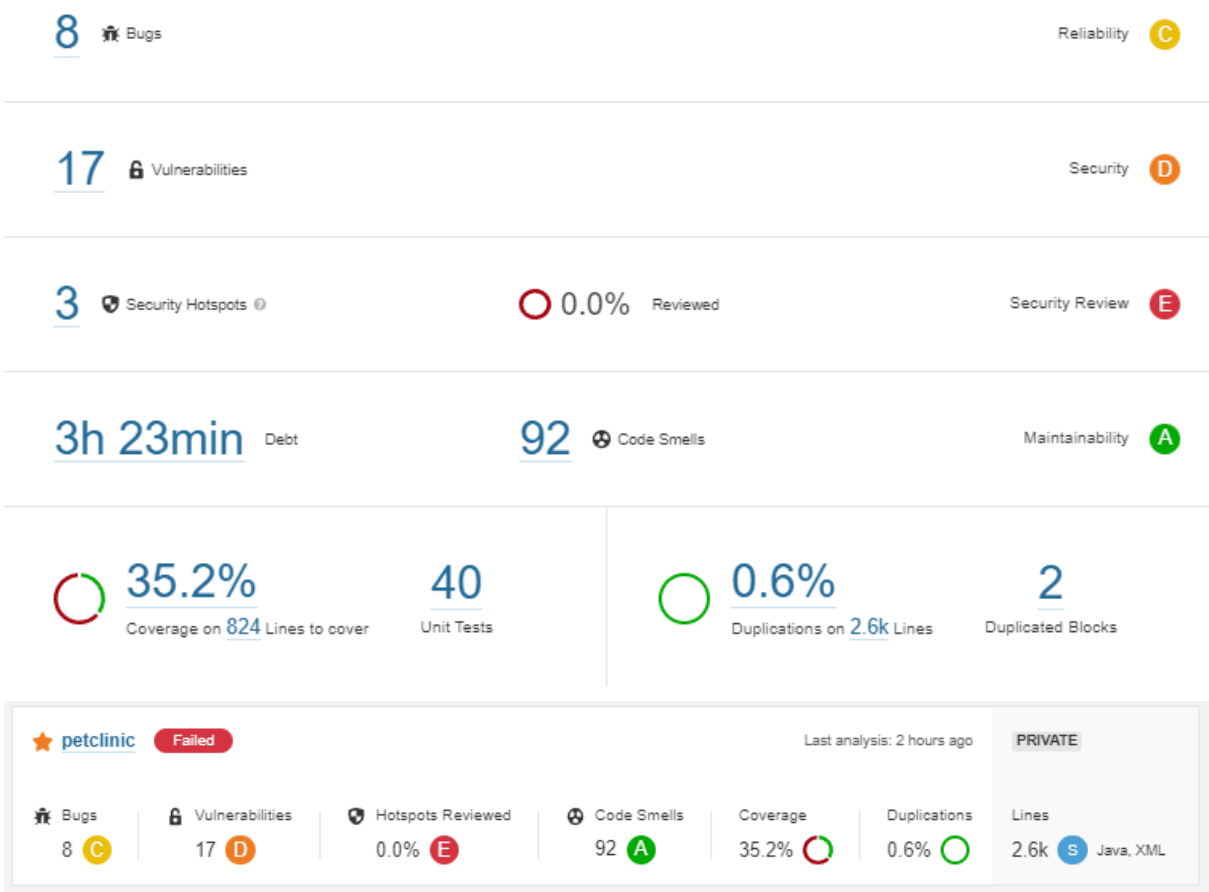 8 Bugs Reliability C
17 Vulnerabilities Security D
3 Security Hotspots ? 0.0% Reviewed Security Review E
3h 23min Debt 92 Code Smells Maintainability A
35.2% 40 0.6% 2
Coverage on 824 Lines to cover Unit Tests Duplications on 2.6k Lines Duplicated Blocks
petclinic Failed Last analysis: 2 hours ago PRIVATE
Bugs Vulnerabilities Hotspots Reviewed Code Smells Coverage Duplications Lines
8 C 17 D 0.0% E 92 A 35.2% 0.6% 2.6k S Java, XML